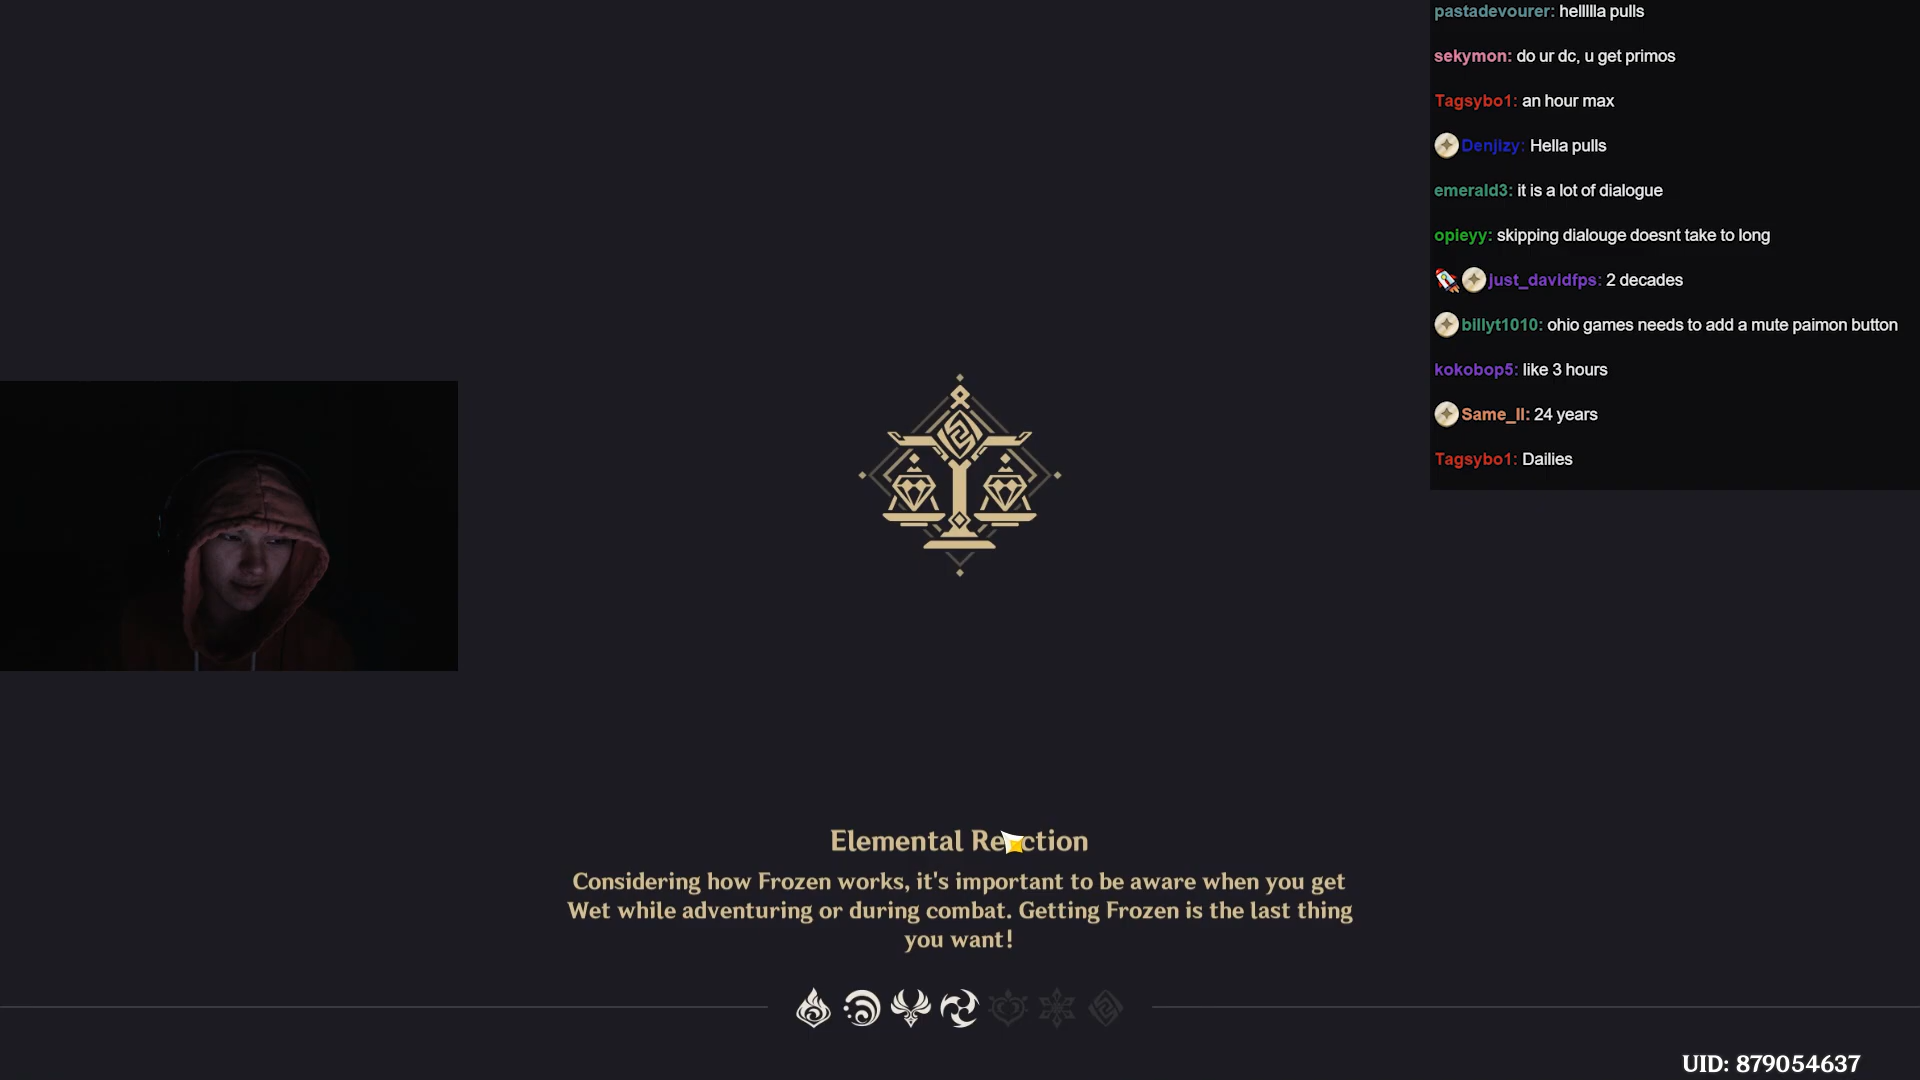 pastadevourer: hellllla pulls
sekymon: do ur dc, u get primos
Tagsybo1: an hour max
Denjizy: Hella pulls
emerald3: it is a lot of dialogue
opieyy: skipping dialouge doesnt take to long
just_davidfps: 2 decades
billyt1010: ohio games needs to add a mute paimon button
kokobop5: like 3 hours
Same_II: 24 years
Tagsybo1: Dailies
Elemental Reaction
Considering how Frozen works, it's important to be aware when you get
Wet while adventuring or during combat. Getting Frozen is the last thing
you want!
UID: 879054637